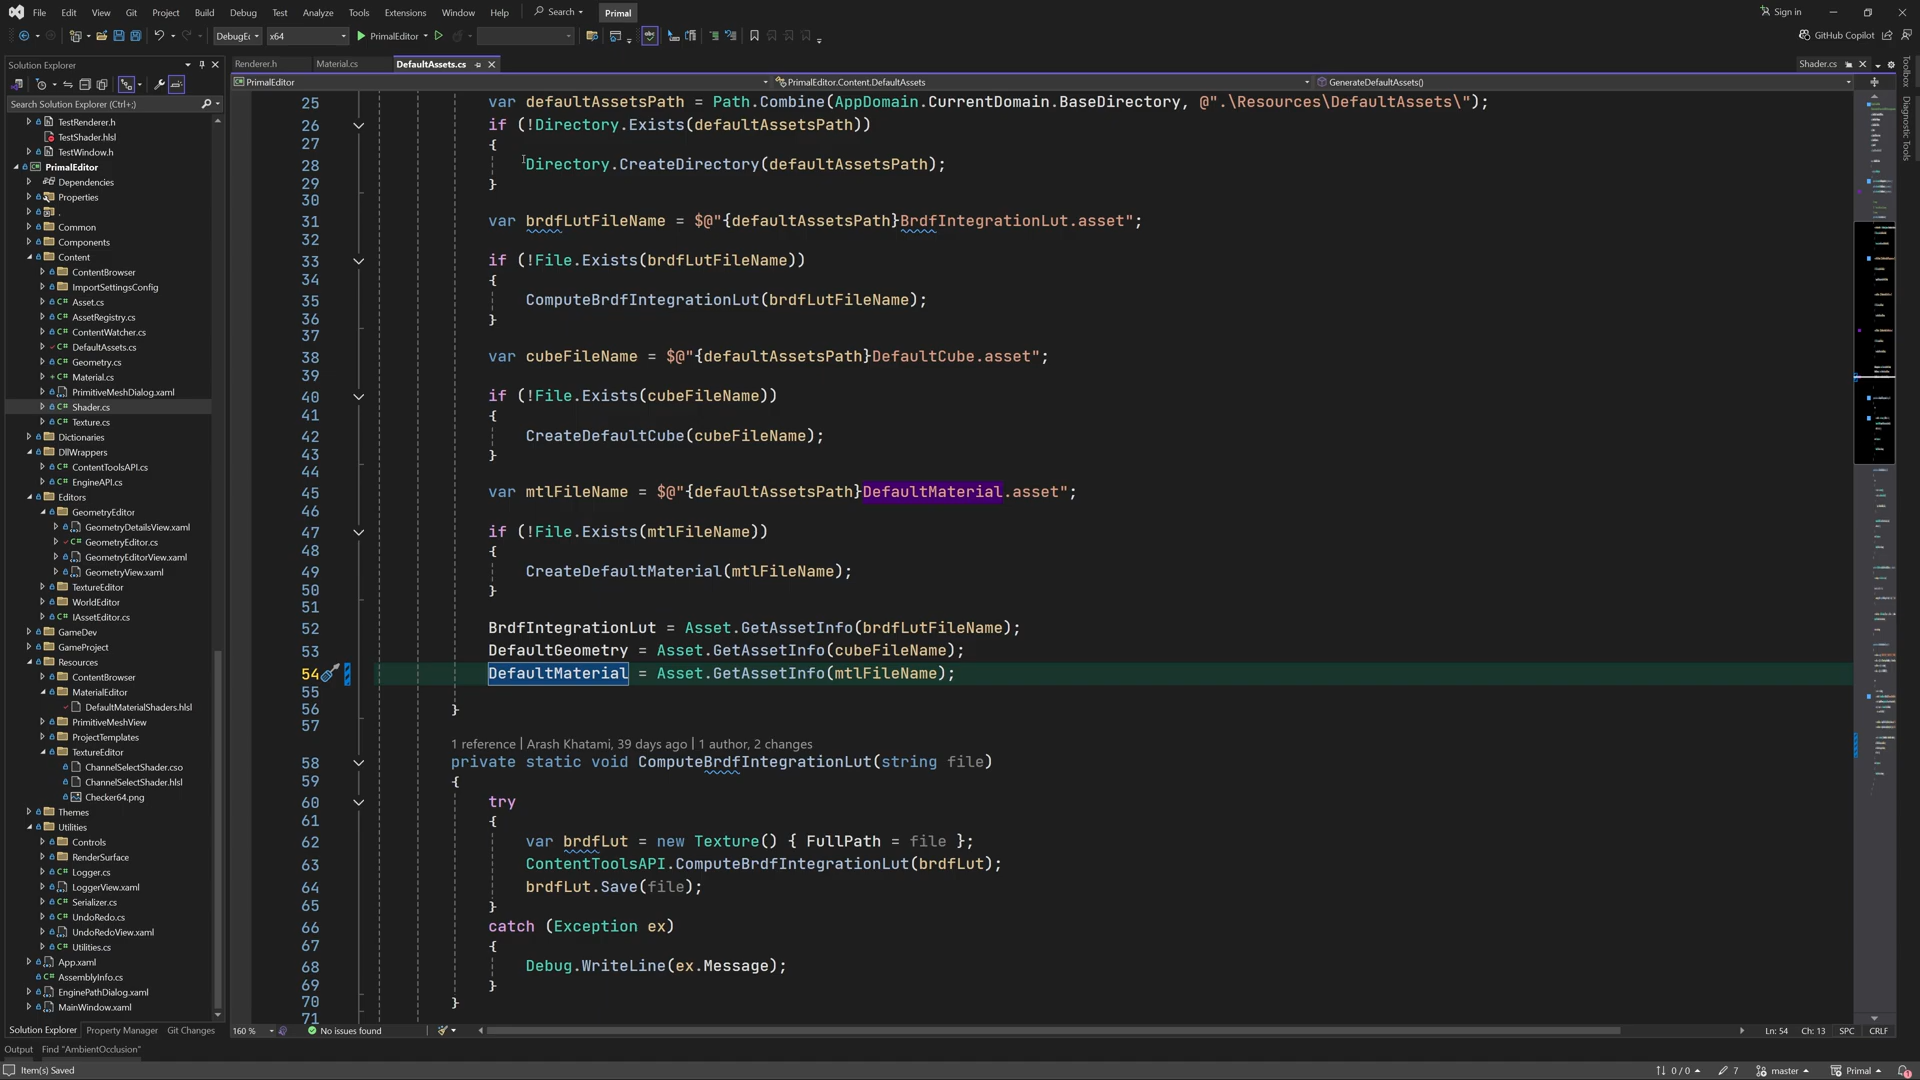 File Edit View Git Project Build Debug Test Analyze Tools Extensions Window Help Search Primal Sign in
DebugEc x64 PrimalEditor GitHub Copilot
Solution Explorer
Search Solution Explorer (Ctrl+;)
TestRenderer.h
TestShader.hlsl
TestWindow.h
PrimalEditor
Dependencies
Properties
.
Common
Components
Content
ContentBrowser
ImportSettingsConfig
Asset.cs
AssetRegistry.cs
ContentWatcher.cs
DefaultAssets.cs
Geometry.cs
Material.cs
PrimitiveMeshDialog.xaml
Shader.cs
Texture.cs
Dictionaries
DllWrappers
ContentToolsAPI.cs
EngineAPI.cs
Editors
GeometryEditor
GeometryDetailsView.xaml
GeometryEditor.cs
GeometryEditorView.xaml
GeometryView.xaml
TextureEditor
WorldEditor
IAssetEditor.cs
GameDev
GameProject
Resources
ContentBrowser
MaterialEditor
DefaultMaterialShaders.hlsl
PrimitiveMeshView
ProjectTemplates
TextureEditor
ChannelSelectShader.cso
ChannelSelectShader.hlsl
Checker64.png
Themes
Utilities
Controls
RenderSurface
Logger.cs
LoggerView.xaml
Serializer.cs
UndoRedo.cs
UndoRedoView.xaml
Utilities.cs
App.xaml
AssemblyInfo.cs
EnginePathDialog.xaml
MainWindow.xaml
Solution Explorer Property Manager Git Changes
Renderer.h Material.cs DefaultAssets.cs Shader.cs
PrimalEditor PrimalEditor.Content.DefaultAssets GenerateDefaultAssets()
25 var defaultAssetsPath = Path.Combine(AppDomain.CurrentDomain.BaseDirectory, @".\Resources\DefaultAssets\");
26 if (!Directory.Exists(defaultAssetsPath))
27 {
28 Directory.CreateDirectory(defaultAssetsPath);
29 }
30
31 var brdfLutFileName = $@"{defaultAssetsPath}BrdfIntegrationLut.asset";
32
33 if (!File.Exists(brdfLutFileName))
34 {
35 ComputeBrdfIntegrationLut(brdfLutFileName);
36 }
37
38 var cubeFileName = $@"{defaultAssetsPath}DefaultCube.asset";
39
40 if (!File.Exists(cubeFileName))
41 {
42 CreateDefaultCube(cubeFileName);
43 }
44
45 var mtlFileName = $@"{defaultAssetsPath}DefaultMaterial.asset";
46
47 if (!File.Exists(mtlFileName))
48 {
49 CreateDefaultMaterial(mtlFileName);
50 }
51
52 BrdfIntegrationLut = Asset.GetAssetInfo(brdfLutFileName);
53 DefaultGeometry = Asset.GetAssetInfo(cubeFileName);
54 DefaultMaterial = Asset.GetAssetInfo(mtlFileName);
55
56 }
57
1 reference | Arash Khatami, 39 days ago | 1 author, 2 changes
58 private static void ComputeBrdfIntegrationLut(string file)
59 {
60 try
61 {
62 var brdfLut = new Texture() { FullPath = file };
63 ContentToolsAPI.ComputeBrdfIntegrationLut(brdfLut);
64 brdfLut.Save(file);
65 }
66 catch (Exception ex)
67 {
68 Debug.WriteLine(ex.Message);
69 }
70 }
71
160 % No issues found Ln: 54 Ch: 13 SPC CRLF
Toolbox
Diagnostic Tools
Output Find "AmbientOcclusion"
Item(s) Saved 0 / 0 7 master Primal